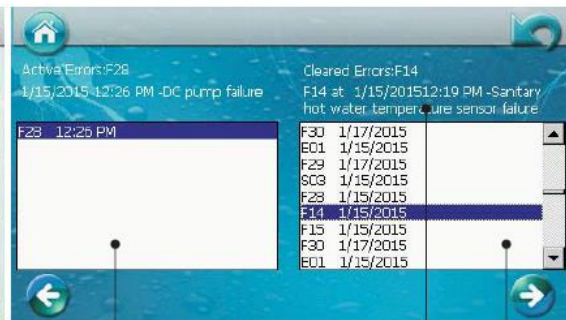 Active Errors:F28
1/15/2015 12:26 PM -DC pump failure
F28 12:26 PM
Cleared Errors:F14
F14 at 1/15/201512:19 PM -Sanitary
hot water temperature sensor failure
F30 1/17/2015
E01 1/15/2015
F29 1/17/2015
S03 1/15/2015
F28 1/15/2015
F14 1/15/2015
F15 1/15/2015
F30 1/17/2015
E01 1/15/2015